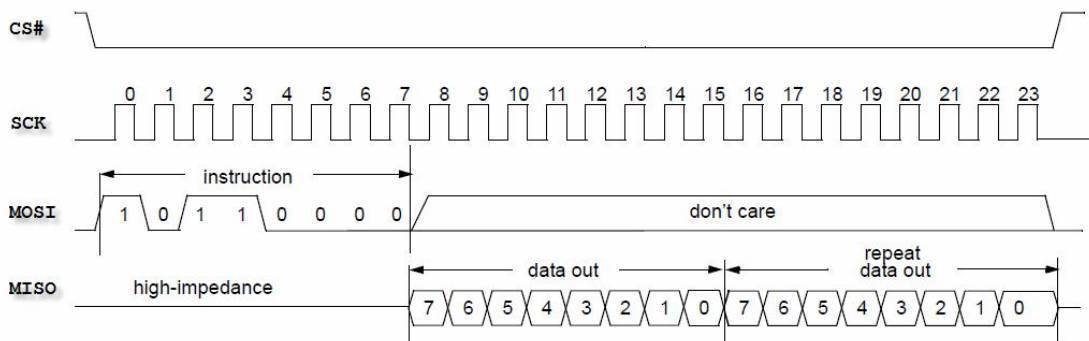 CS#
0 1 2 3 4 5 6 7 8 9 10 11 12 13 14 15 16 17 18 19 20 21 22 23
SCK
instruction
MOSI 1 0 1 1 0 0 0 0 don't care
repeat
data out data out
MISO high-impedance
7 6 5 4 3 2 1 0 7 6 5 4 3 2 1 0